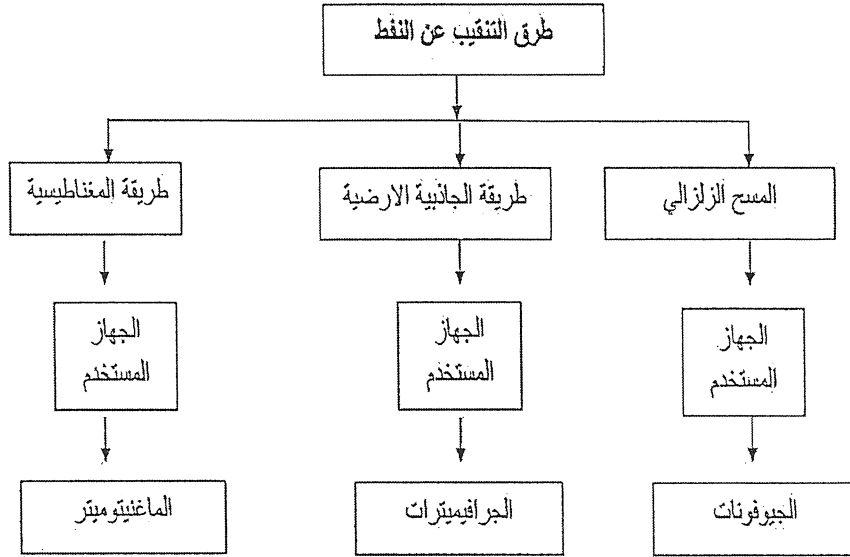 طرق التنقيب عن النفط
المسح الزلزالي
طريقة الجاذبية الارضية
طريقة المغناطيسية
الجهاز
المستخدم
الجهاز
المستخدم
الجهاز
المستخدم
الجيوفونات
الجرافيميترات
الماغنيتوميتر